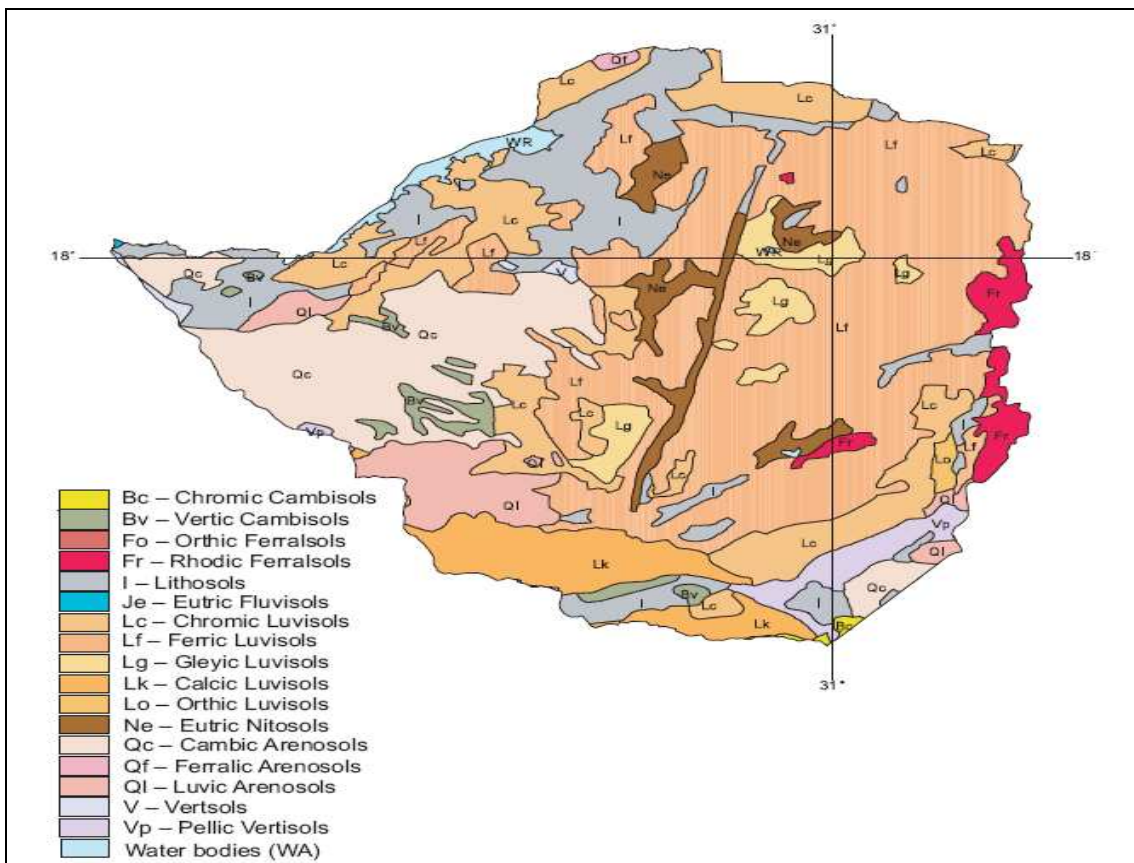 31°
Qf
Lc
Lc
I
WR
Lf
Lf
Lc
Ne
I
I
Lc
I
Lf
Lf
Ne
Lg
WR
18°
18°
Qc
Bv
Lc
V
Lg
I
Ne
Fr
Ql
Lg
Bv
Qc
Lf
Qc
Lf
Bv
Lc
Lc
Lc
Vp
Lg
Fr
Fr
I
Lf
Lo
Qf
Lc
Ql
I
Ql
Vp
Lc
Ql
Lk
Qc
I
Bv
Lc
I
Lk
Bc
31°
Bc – Chromic Cambisols
Bv – Vertic Cambisols
Fo – Orthic Ferralsols
Fr – Rhodic Ferralsols
I – Lithosols
Je – Eutric Fluvisols
Lc – Chromic Luvisols
Lf – Ferric Luvisols
Lg – Gleyic Luvisols
Lk – Calcic Luvisols
Lo – Orthic Luvisols
Ne – Eutric Nitosols
Qc – Cambic Arenosols
Qf – Ferralic Arenosols
Ql – Luvic Arenosols
V – Vertsols
Vp – Pellic Vertisols
Water bodies (WA)